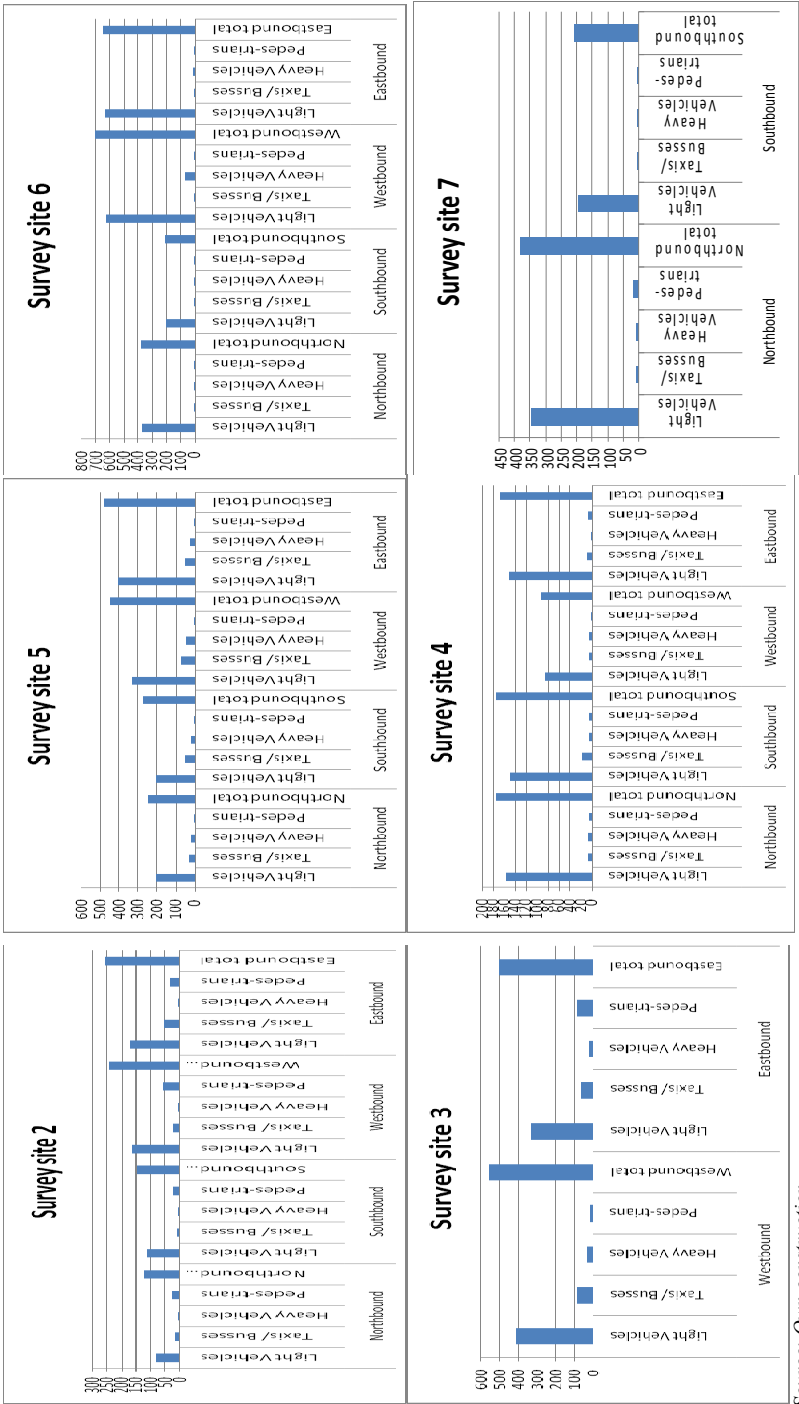 Survey site 2
300
250
200
150
100
50
0
Light Vehicles
Taxis/ Busses
Heavy Vehicles
Pedes-trians
Northbound...
Light Vehicles
Taxis/ Busses
Heavy Vehicles
Pedes-trians
Southbound...
Light Vehicles
Taxis/ Busses
Heavy Vehicles
Pedes-trians
Westbound...
Light Vehicles
Taxis/ Busses
Heavy Vehicles
Pedes-trians
Eastbound total
Northbound
Southbound
Westbound
Eastbound
Survey site 3
600
500
400
300
200
100
0
Light Vehicles
Taxis/ Busses
Heavy Vehicles
Pedes-trians
Westbound total
Light Vehicles
Taxis/ Busses
Heavy Vehicles
Pedes-trians
Eastbound total
Westbound
Eastbound
Survey site 5
600
500
400
300
200
100
0
Light Vehicles
Taxis/ Busses
Heavy Vehicles
Pedes-trians
Northbound total
Light Vehicles
Taxis/ Busses
Heavy Vehicles
Pedes-trians
Southbound total
Light Vehicles
Taxis/ Busses
Heavy Vehicles
Pedes-trians
Westbound total
Light Vehicles
Taxis/ Busses
Heavy Vehicles
Pedes-trians
Eastbound total
Northbound
Southbound
Westbound
Eastbound
Survey site 4
200
180
160
140
120
100
80
60
40
20
0
Light Vehicles
Taxis/ Busses
Heavy Vehicles
Pedes-trians
Northbound total
Light Vehicles
Taxis/ Busses
Heavy Vehicles
Pedes-trians
Southbound total
Light Vehicles
Taxis/ Busses
Heavy Vehicles
Pedes-trians
Westbound total
Light Vehicles
Taxis/ Busses
Heavy Vehicles
Pedes-trians
Eastbound total
Northbound
Southbound
Westbound
Eastbound
Survey site 6
800
700
600
500
400
300
200
100
0
Light Vehicles
Taxis/ Busses
Heavy Vehicles
Pedes-trians
Northbound total
Light Vehicles
Taxis/ Busses
Heavy Vehicles
Pedes-trians
Southbound total
Light Vehicles
Taxis/ Busses
Heavy Vehicles
Pedes-trians
Westbound total
Light Vehicles
Taxis/ Busses
Heavy Vehicles
Pedes-trians
Eastbound total
Northbound
Southbound
Westbound
Eastbound
Survey site 7
450
400
350
300
250
200
150
100
50
0
Light
Vehicles
Taxis/
Busses
Heavy
Vehicles
Pedes-
trians
Northbound
total
Light
Vehicles
Taxis/
Busses
Heavy
Vehicles
Pedes-
trians
Southbound
total
Northbound
Southbound